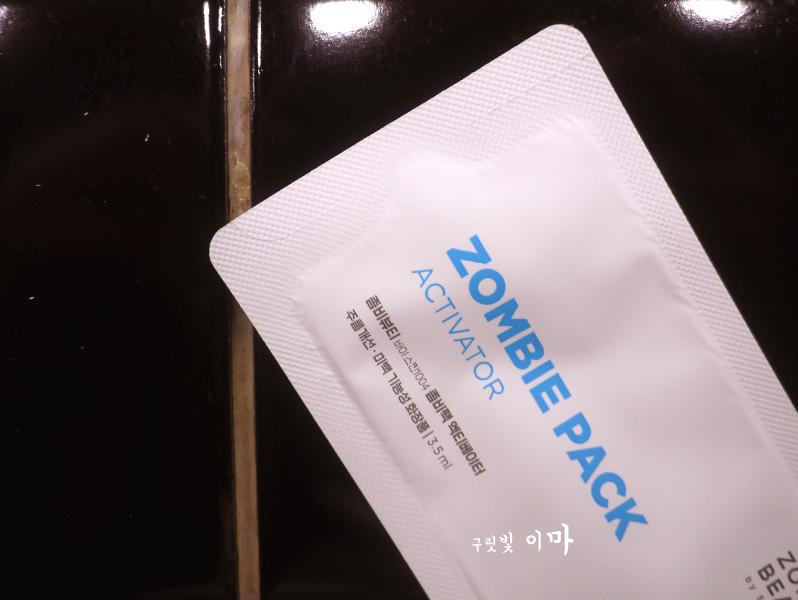 ZOMBIE PACK
ACTIVATOR
좀비뷰티 바이 스킨1004 좀비팩 엑티베이터
주름개선·미백 기능성 화장품 | 3.5 ml
구릿빛 이마
by S